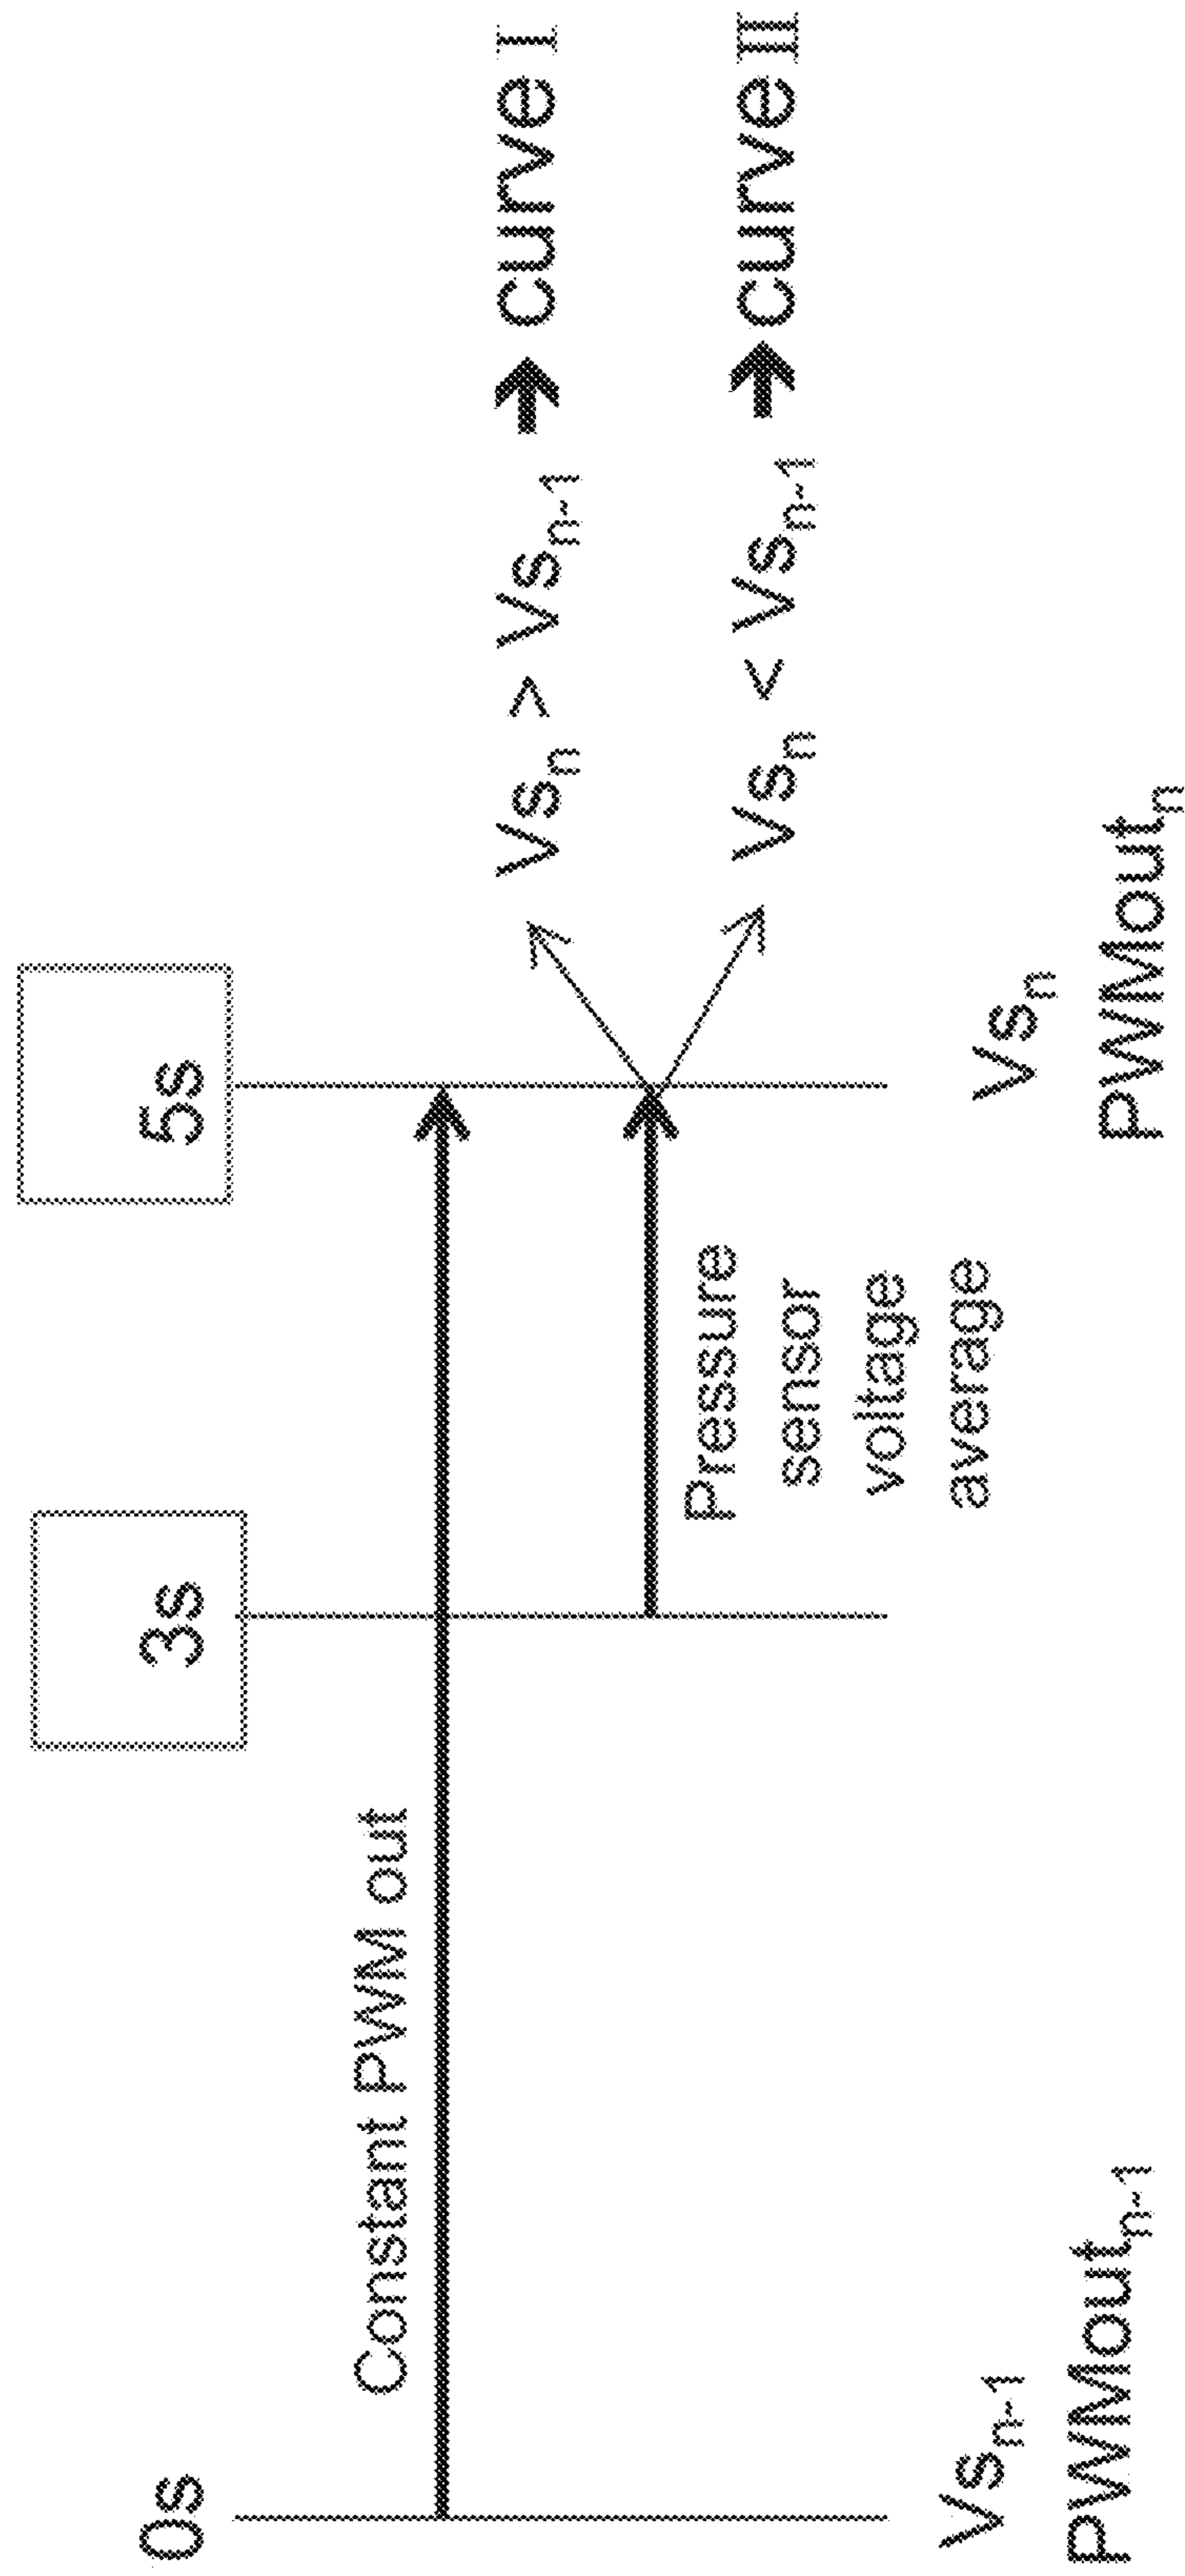 0s
3s
5s
Constant PWM out
Vsₙ > Vsₙ₋₁ ➔ curve I
Pressure
sensor
voltage
average
Vsₙ < Vsₙ₋₁ ➔ curve II
Vsₙ₋₁
PWMoutₙ₋₁
Vsₙ
PWMoutₙ